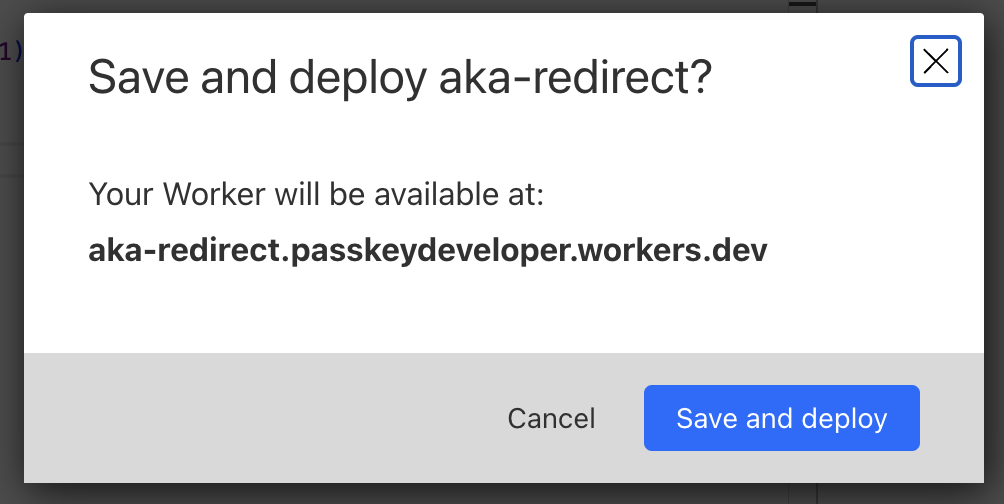 1)
Save and deploy aka-redirect?
Your Worker will be available at:
aka-redirect.passkeydeveloper.workers.dev
Cancel
Save and deploy